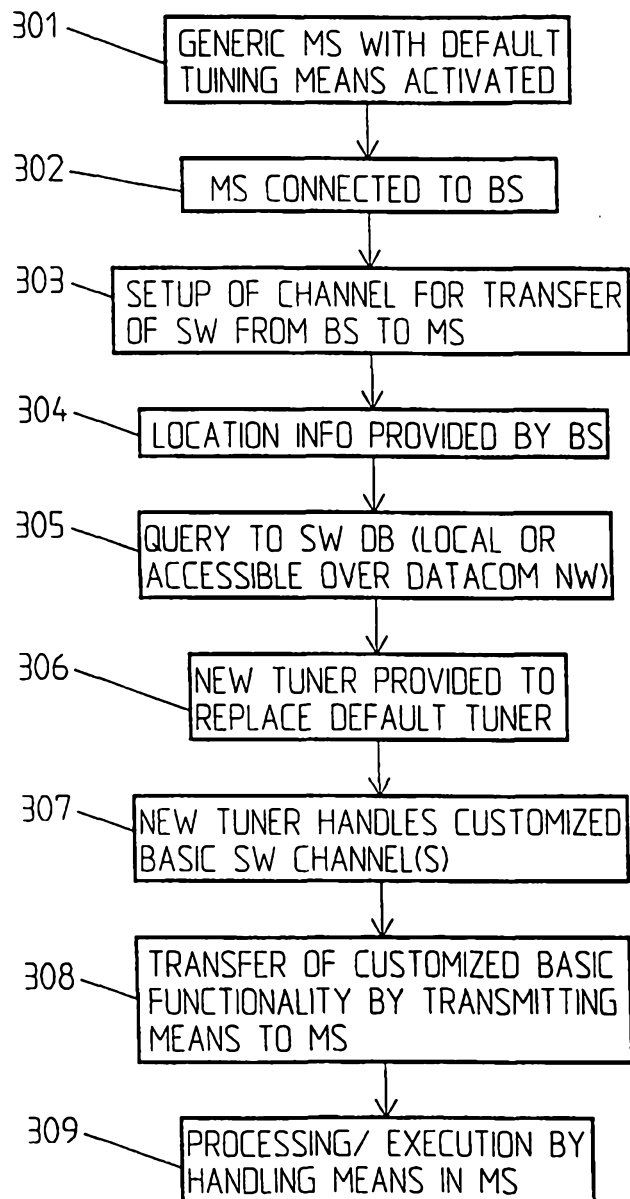 301
GENERIC MS WITH DEFAULT
TUINING MEANS ACTIVATED
302
MS CONNECTED TO BS
303
SETUP OF CHANNEL FOR TRANSFER
OF SW FROM BS TO MS
304
LOCATION INFO PROVIDED BY BS
305
QUERY TO SW DB (LOCAL OR
ACCESSIBLE OVER DATACOM NW)
306
NEW TUNER PROVIDED TO
REPLACE DEFAULT TUNER
307
NEW TUNER HANDLES CUSTOMIZED
BASIC SW CHANNEL(S)
308
TRANSFER OF CUSTOMIZED BASIC
FUNCTIONALITY BY TRANSMITTING
MEANS TO MS
309
PROCESSING/ EXECUTION BY
HANDLING MEANS IN MS